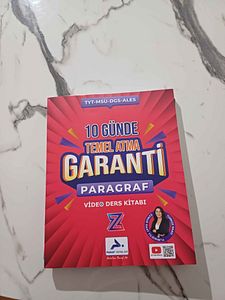 TYT-MSÜ-DGS-ALES
10 GÜNDE
TEMEL ATMA
GARANTİ
PARAGRAF
VİDEO DERS KİTABI
Z